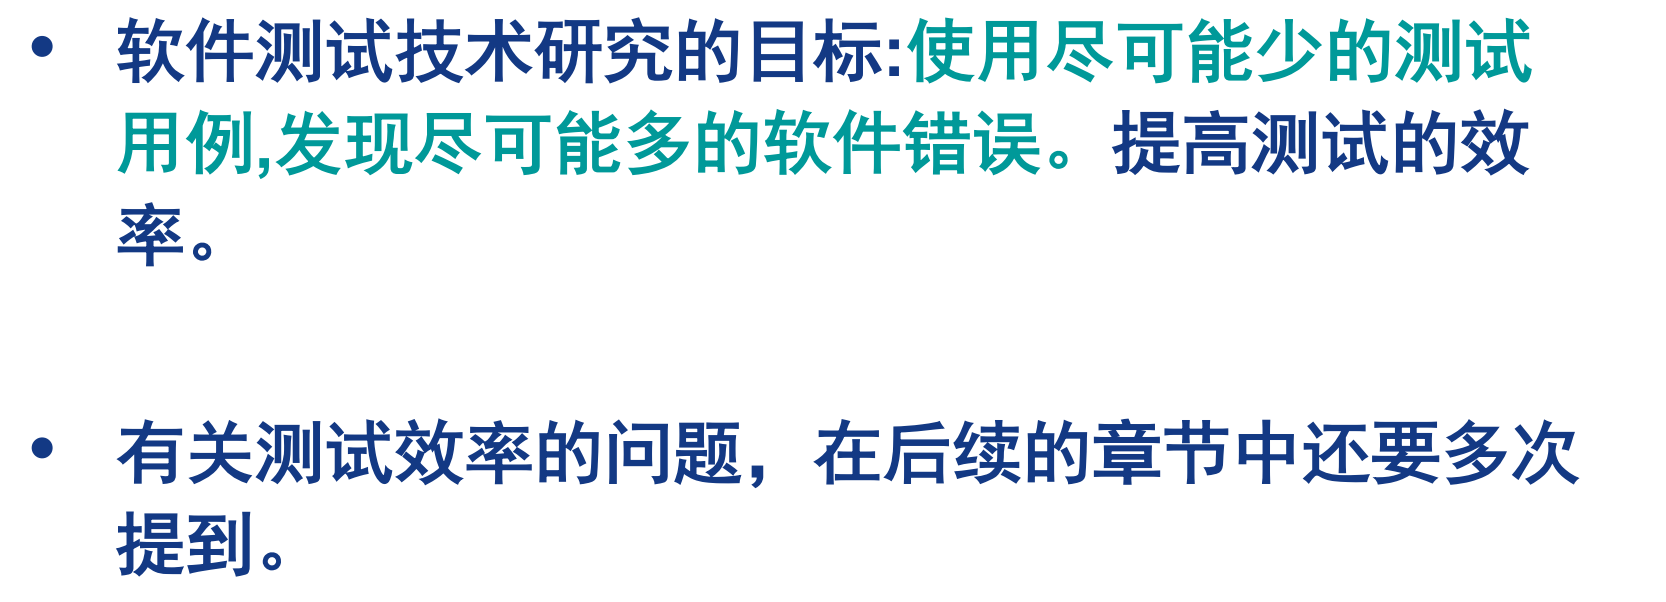 • 软件测试技术研究的目标:使用尽可能少的测试
用例,发现尽可能多的软件错误。提高测试的效
率。
• 有关测试效率的问题，在后续的章节中还要多次
提到。